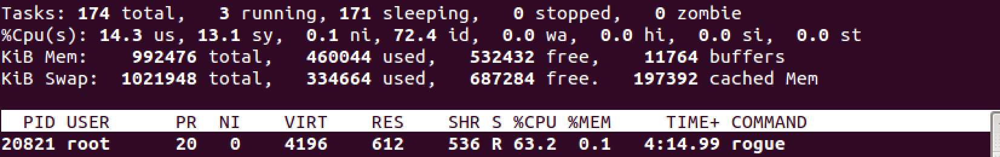 Tasks: 174 total,   3 running, 171 sleeping,   0 stopped,   0 zombie
%Cpu(s): 14.3 us, 13.1 sy,  0.1 ni, 72.4 id,  0.0 wa,  0.0 hi,  0.0 si,  0.0 st
KiB Mem:    992476 total,   460044 used,   532432 free,    11764 buffers
KiB Swap:  1021948 total,   334664 used,   687284 free.   197392 cached Mem
  PID USER      PR  NI    VIRT    RES    SHR S %CPU %MEM     TIME+ COMMAND
20821 root      20   0    4196    612    536 R 63.2  0.1   4:14.99 rogue